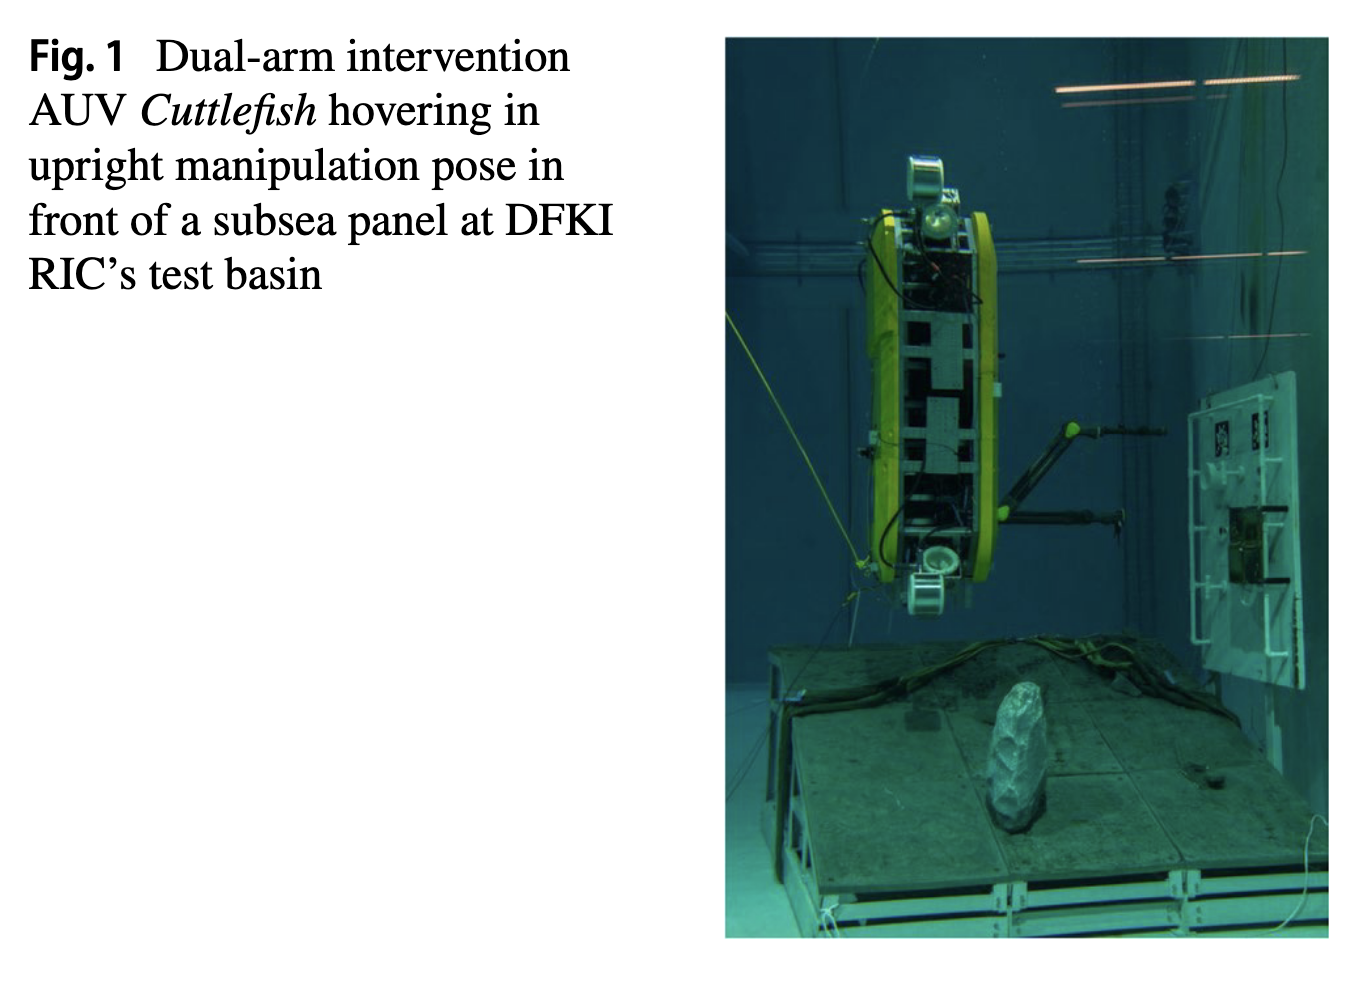 Fig. 1 Dual-arm intervention
AUV Cuttlefish hovering in
upright manipulation pose in
front of a subsea panel at DFKI
RIC’s test basin